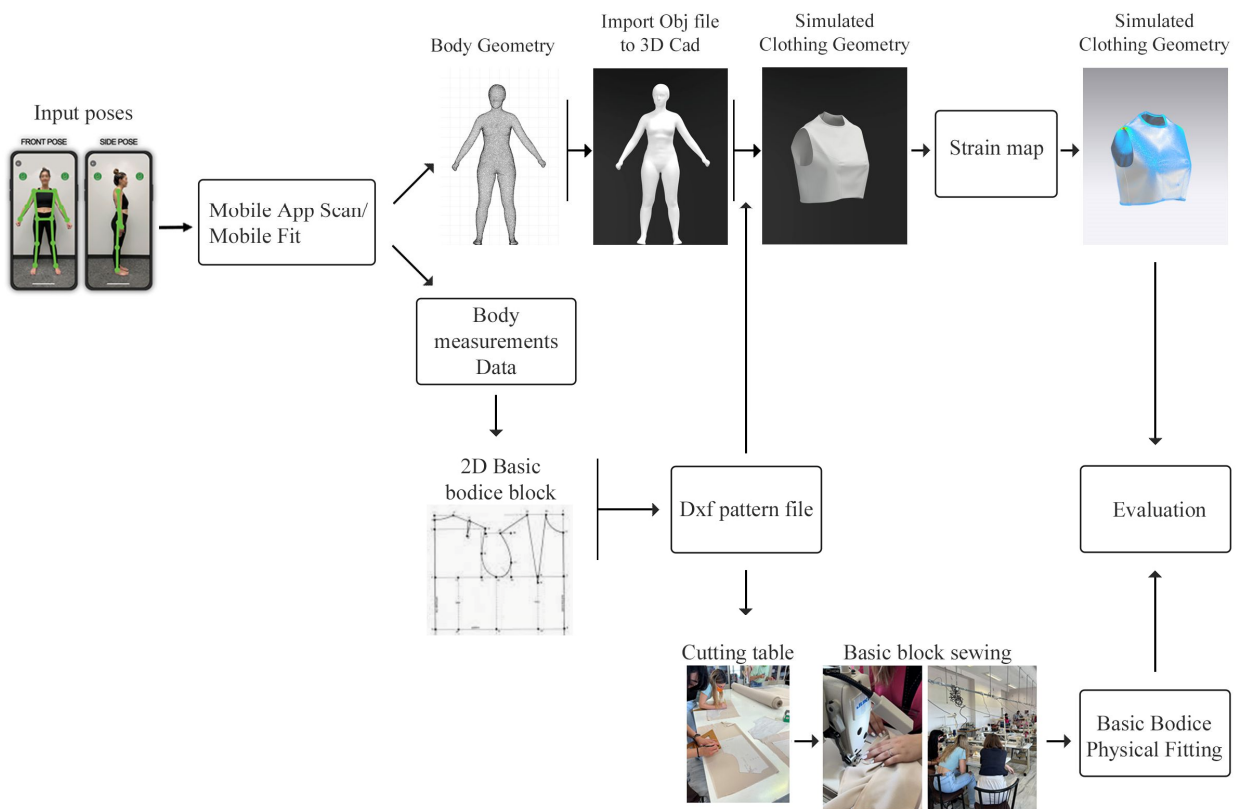 Input poses
FRONT POSE
SIDE POSE
Mobile App Scan/
Mobile Fit
Body Geometry
Import Obj file
to 3D Cad
Simulated
Clothing Geometry
Strain map
Simulated
Clothing Geometry
Body
measurements
Data
2D Basic
bodice block
Dxf pattern file
Evaluation
Cutting table
Basic block sewing
Basic Bodice
Physical Fitting